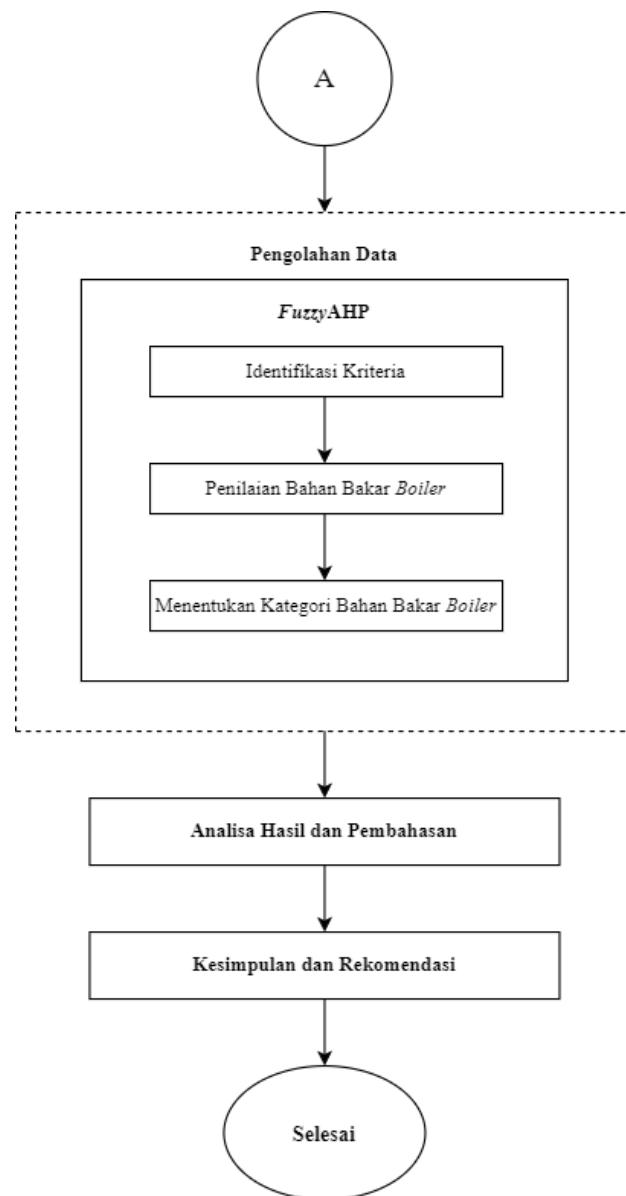 A
Pengolahan Data
FuzzyAHP
Identifikasi Kriteria
Penilaian Bahan Bakar Boiler
Menentukan Kategori Bahan Bakar Boiler
Analisa Hasil dan Pembahasan
Kesimpulan dan Rekomendasi
Selesai